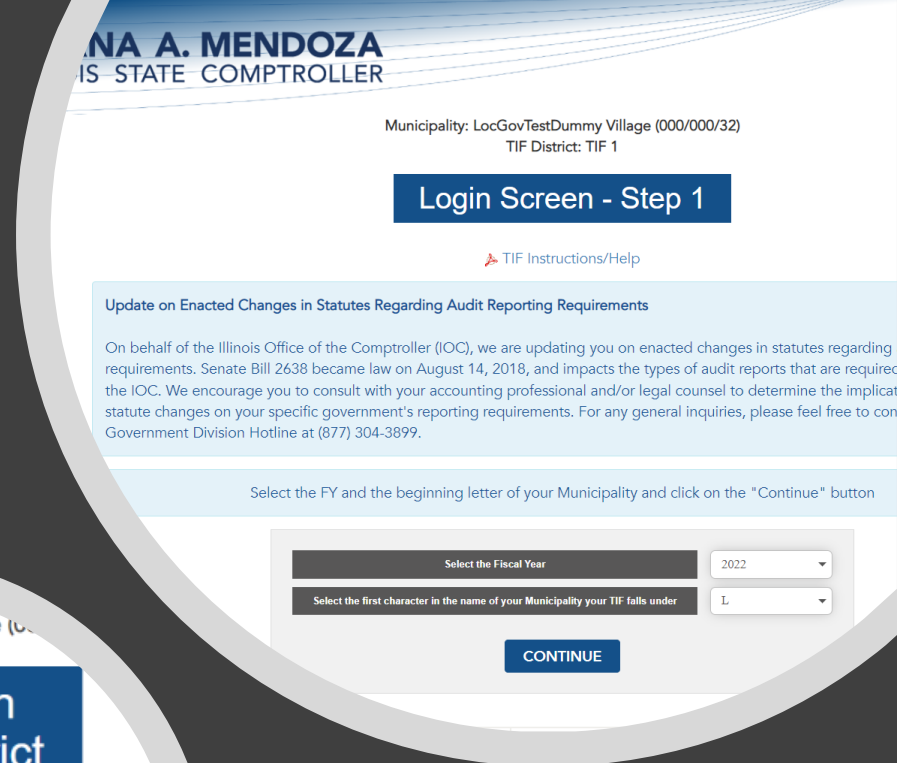 NA A. MENDOZA
IS STATE COMPTROLLER
Municipality: LocGovTestDummy Village (000/000/32)
TIF District: TIF 1
Login Screen - Step 1
TIF Instructions/Help
Update on Enacted Changes in Statutes Regarding Audit Reporting Requirements
On behalf of the Illinois Office of the Comptroller (IOC), we are updating you on enacted changes in statutes regarding
requirements. Senate Bill 2638 became law on August 14, 2018, and impacts the types of audit reports that are required
the IOC. We encourage you to consult with your accounting professional and/or legal counsel to determine the implicat
statute changes on your specific government's reporting requirements. For any general inquiries, please feel free to con
Government Division Hotline at (877) 304-3899.
Select the FY and the beginning letter of your Municipality and click on the "Continue" button
Select the Fiscal Year 2022
Select the first character in the name of your Municipality your TIF falls under L
CONTINUE
n
ict